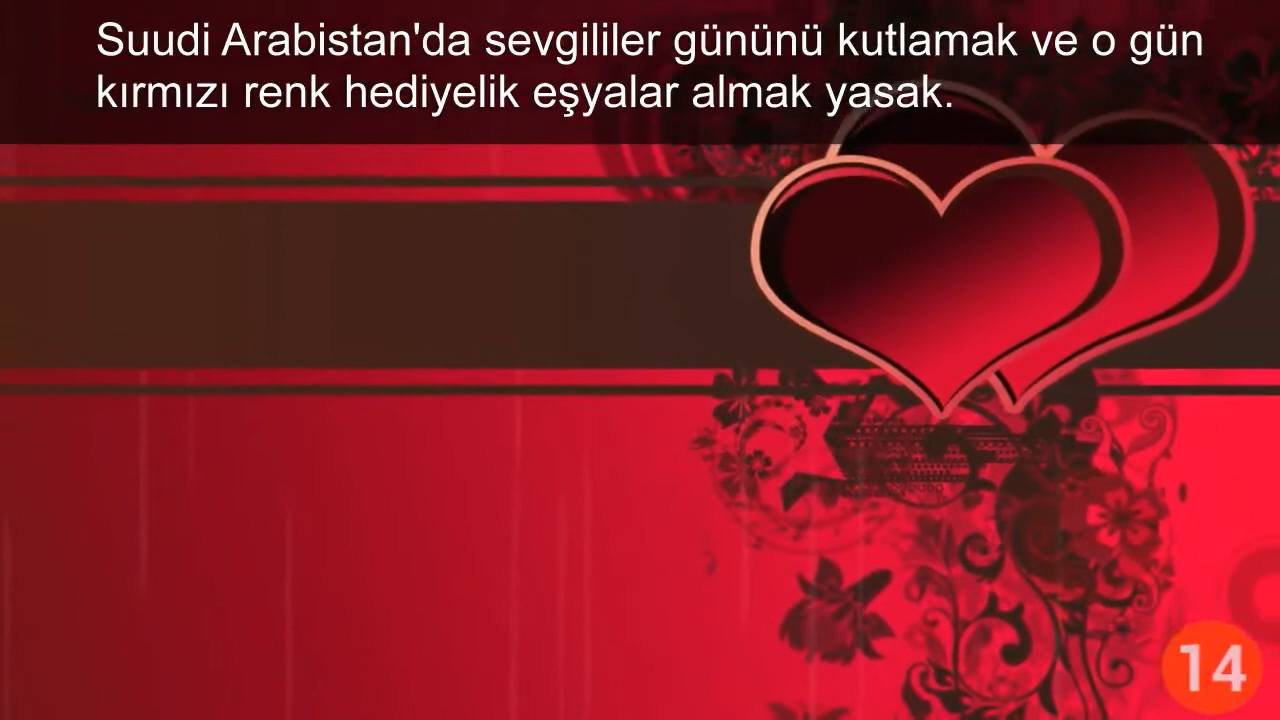 Suudi Arabistan'da sevgililer gününü kutlamak ve o gün
kırmızı renk hediyelik eşyalar almak yasak.
14